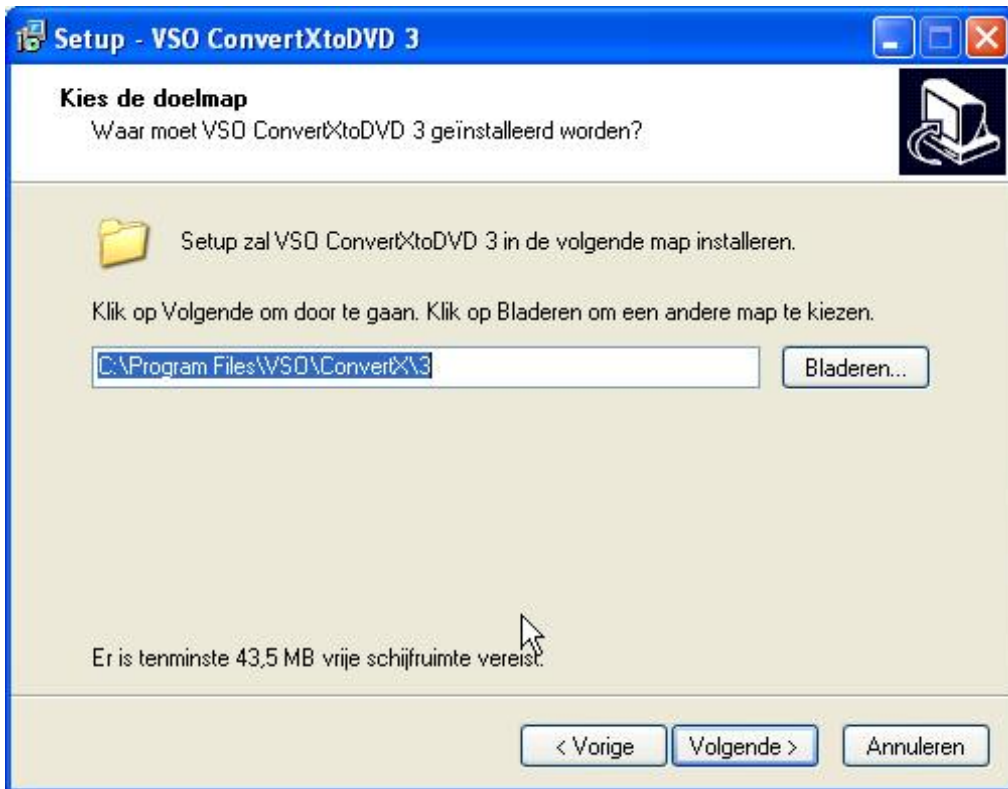 Setup - VSO ConvertXtoDVD 3
Kies de doelmap
Waar moet VSO ConvertXtoDVD 3 geïnstalleerd worden?
Setup zal VSO ConvertXtoDVD 3 in de volgende map installeren.
Klik op Volgende om door te gaan. Klik op Bladeren om een andere map te kiezen.
C:\Program Files\VSO\ConvertX\3
Bladeren...
Er is tenminste 43,5 MB vrije schijfruimte vereist.
< Vorige
Volgende >
Annuleren